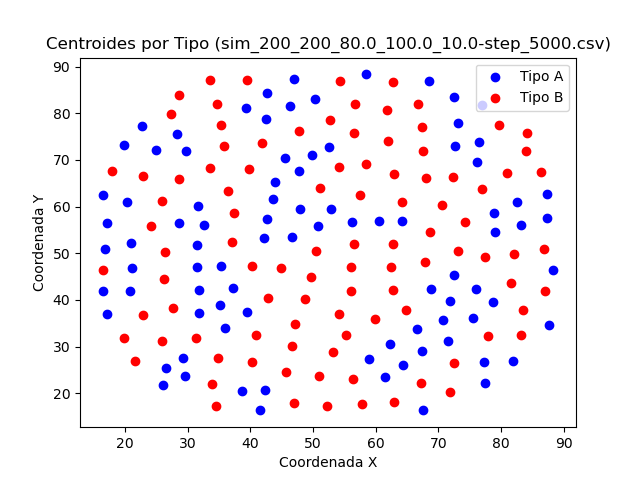 Centroides por Tipo (sim_200_200_80.0_100.0_10.0-step_5000.csv)
90
80
70
60
50
40
30
20
Coordenada Y
Tipo A
Tipo B
20 30 40 50 60 70 80 90
Coordenada X